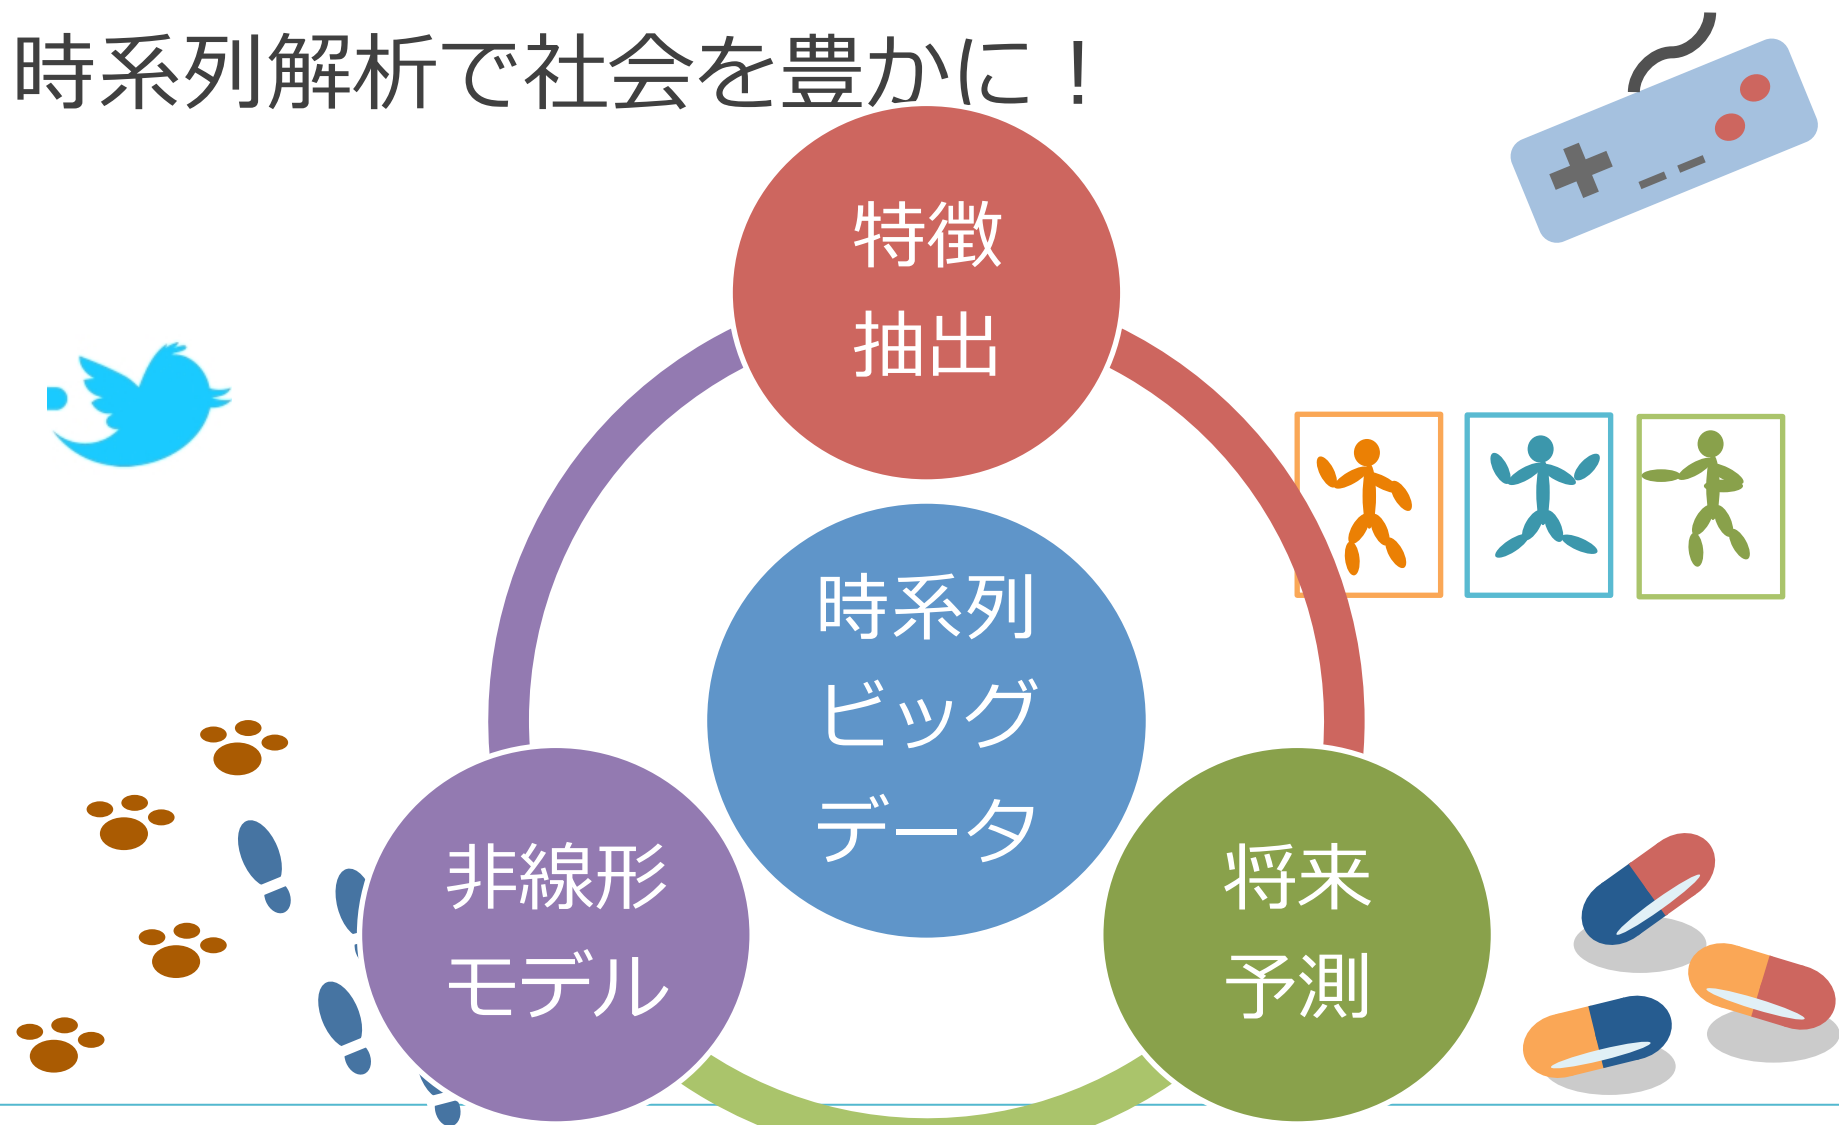 時系列解析で社会を豊かに！
特徴
抽出
時系列
ビッグ
データ
非線形
モデル
将来
予測